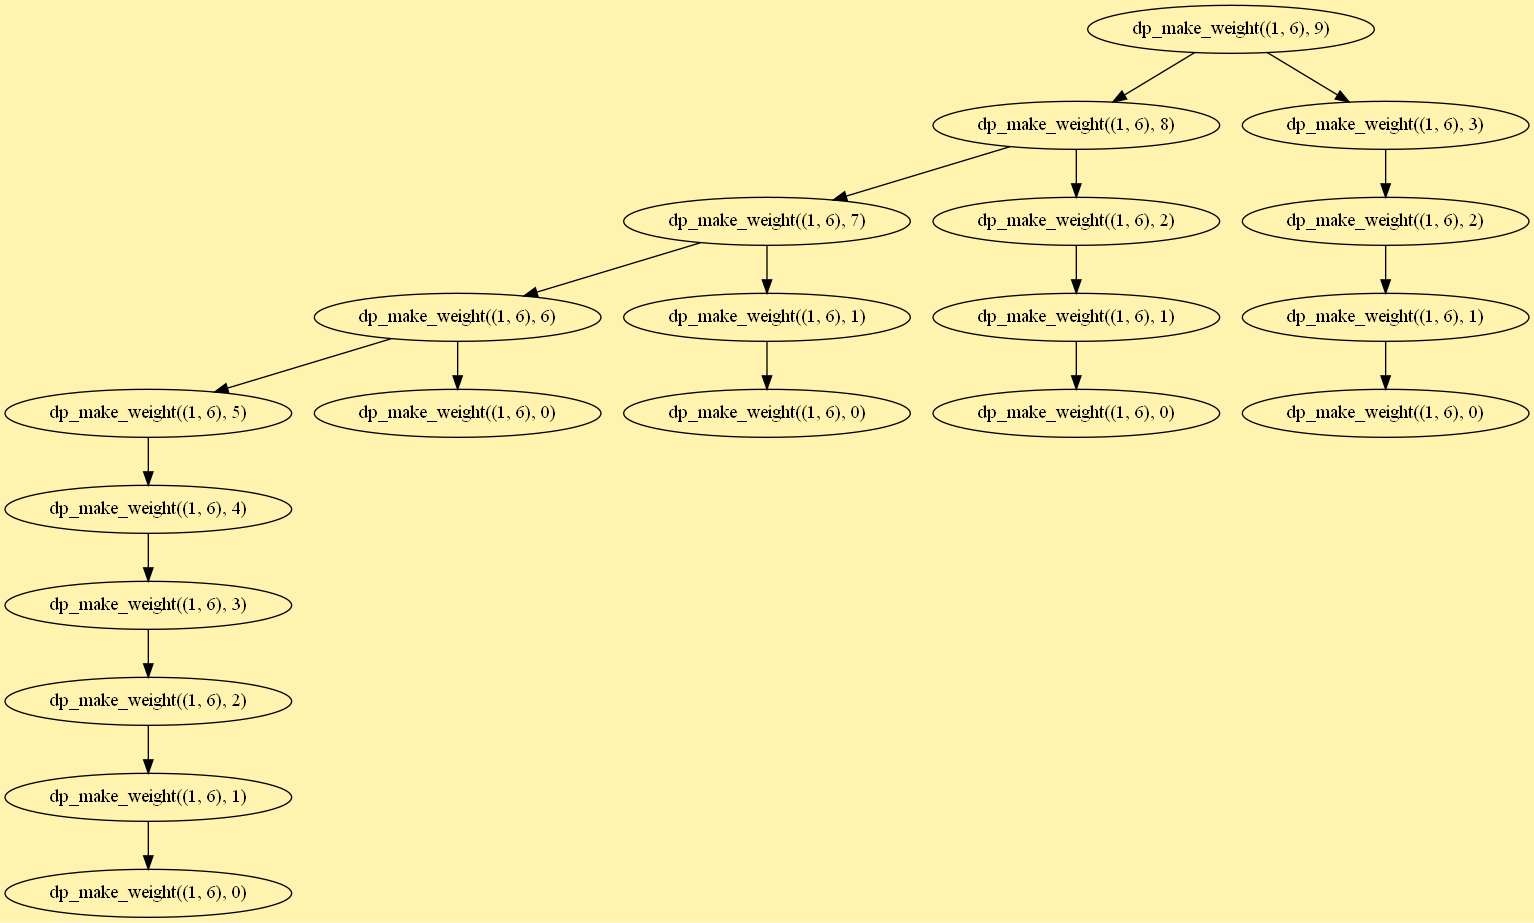 dp_make_weight((1, 6), 9)
dp_make_weight((1, 6), 8)
dp_make_weight((1, 6), 3)
dp_make_weight((1, 6), 7)
dp_make_weight((1, 6), 2)
dp_make_weight((1, 6), 2)
dp_make_weight((1, 6), 6)
dp_make_weight((1, 6), 1)
dp_make_weight((1, 6), 1)
dp_make_weight((1, 6), 1)
dp_make_weight((1, 6), 5)
dp_make_weight((1, 6), 0)
dp_make_weight((1, 6), 0)
dp_make_weight((1, 6), 0)
dp_make_weight((1, 6), 0)
dp_make_weight((1, 6), 4)
dp_make_weight((1, 6), 3)
dp_make_weight((1, 6), 2)
dp_make_weight((1, 6), 1)
dp_make_weight((1, 6), 0)